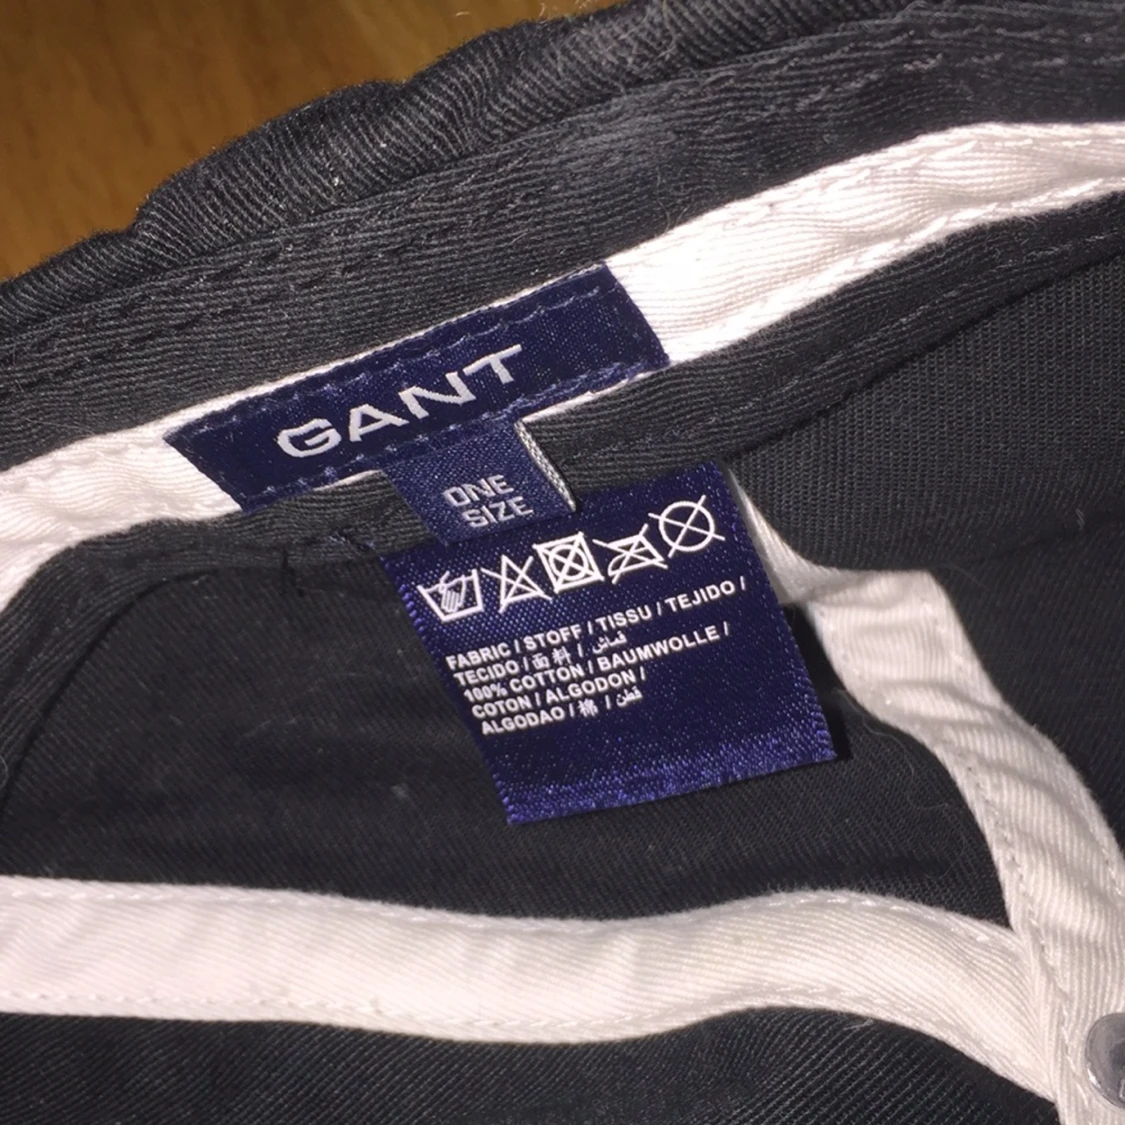 GANT
ONE
SIZE
FABRIC / STOFF / TISSU / TEJIDO /
TECIDO / 面料 / قماش /
100% COTTON / BAUMWOLLE /
COTON / ALGODON /
ALGODAO / 棉 / قطن